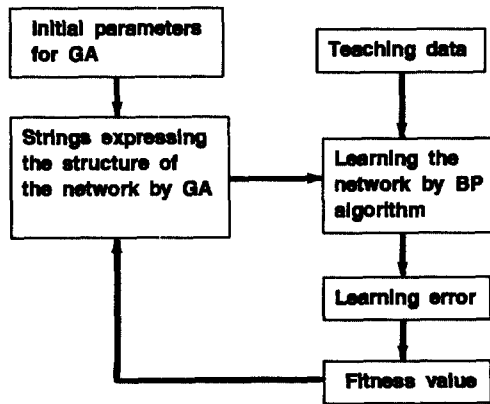 Initial parameters
for GA
Teaching data
Strings expressing
the structure of
the network by GA
Learning the
network by BP
algorithm
Learning error
Fitness value